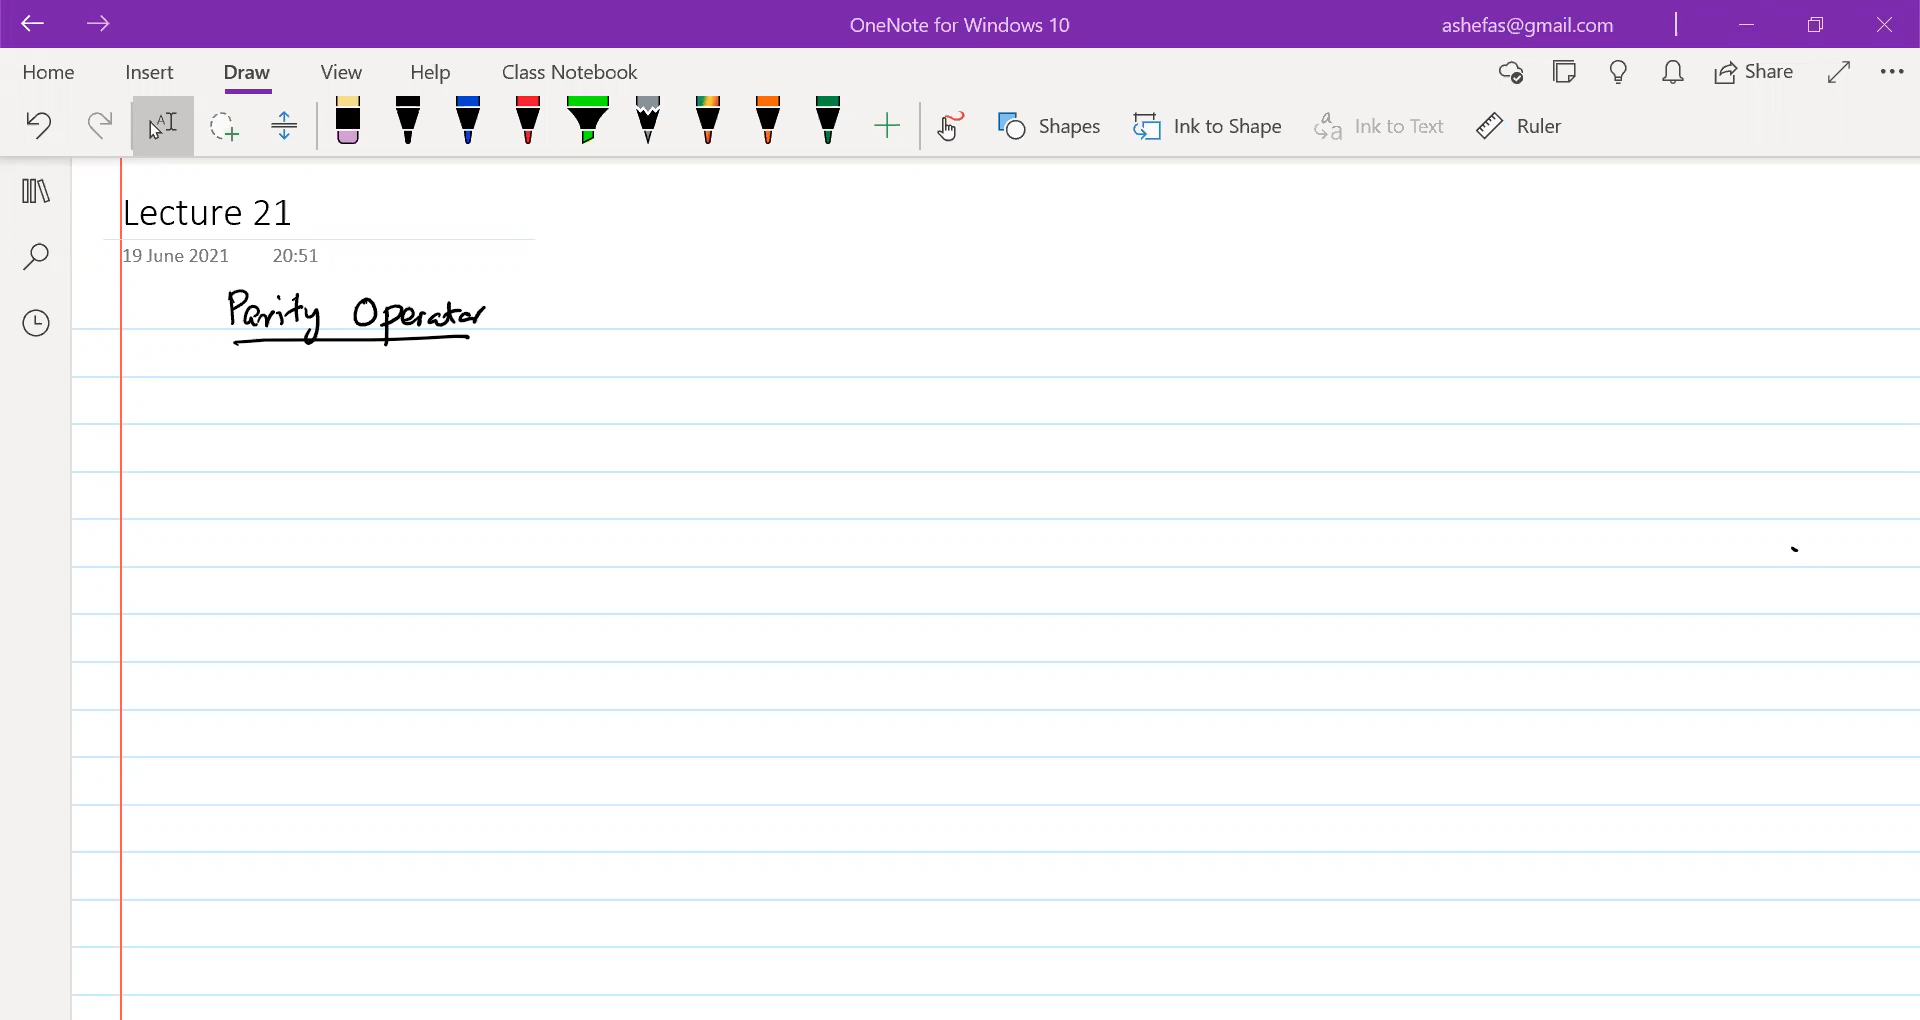 OneNote for Windows 10
ashefas@gmail.com
Home Insert Draw View Help Class Notebook
Share
Shapes Ink to Shape Ink to Text Ruler
Lecture 21
19 June 2021 20:51
Parity Operator